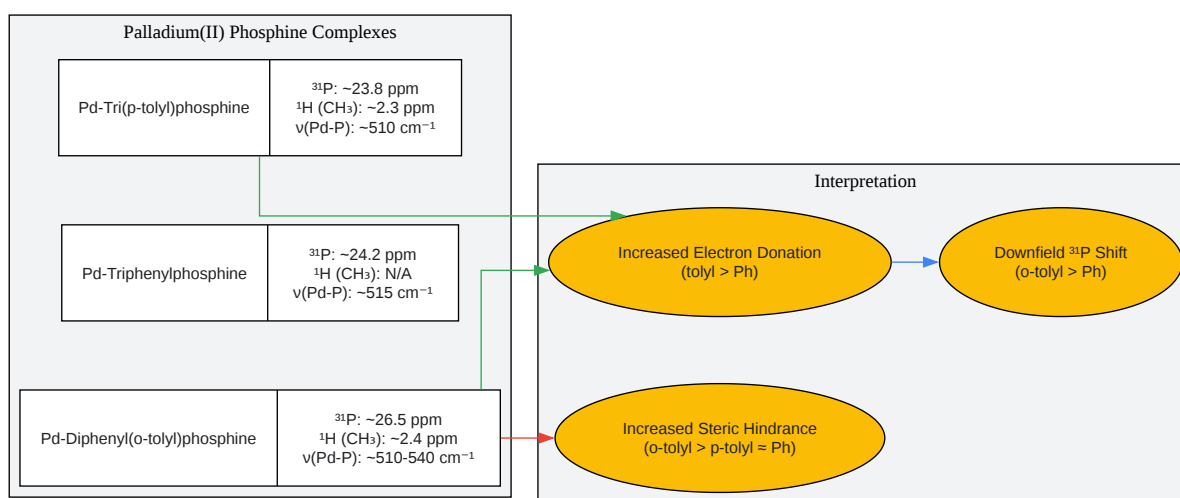 Palladium(II) Phosphine Complexes
Pd-Tri(p-tolyl)phosphine
³¹P: ~23.8 ppm
¹H (CH₃): ~2.3 ppm
ν(Pd-P): ~510 cm⁻¹
Pd-Triphenylphosphine
³¹P: ~24.2 ppm
¹H (CH₃): N/A
ν(Pd-P): ~515 cm⁻¹
Pd-Diphenyl(o-tolyl)phosphine
³¹P: ~26.5 ppm
¹H (CH₃): ~2.4 ppm
ν(Pd-P): ~510-540 cm⁻¹
Interpretation
Increased Electron Donation
(tolyl > Ph)
Downfield ³¹P Shift
(o-tolyl > Ph)
Increased Steric Hindrance
(o-tolyl > p-tolyl ≈ Ph)